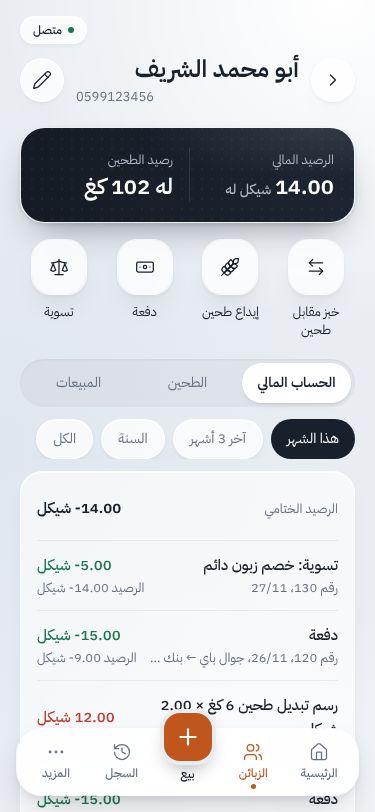 متصل
أبو محمد الشريف
0599123456
الرصيد المالي
14.00 شيكل له
رصيد الطحين
له 102 كغ
خبز مقابل طحين
إيداع طحين
دفعة
تسوية
الحساب المالي
الطحين
المبيعات
هذا الشهر
آخر 3 أشهر
السنة
الكل
الرصيد الختامي
-14.00 شيكل
تسوية: خصم زبون دائم
-5.00 شيكل
رقم 130، 27/11
الرصيد -14.00 شيكل
دفعة
-15.00 شيكل
رقم 120، 26/11، جوال باي ← بنك ...
الرصيد -9.00 شيكل
رسم تبديل طحين 6 كغ × 2.00
12.00 شيكل
الرئيسية
الزبائن
بيع
السجل
المزيد
دفعة
-15.00 شيكل